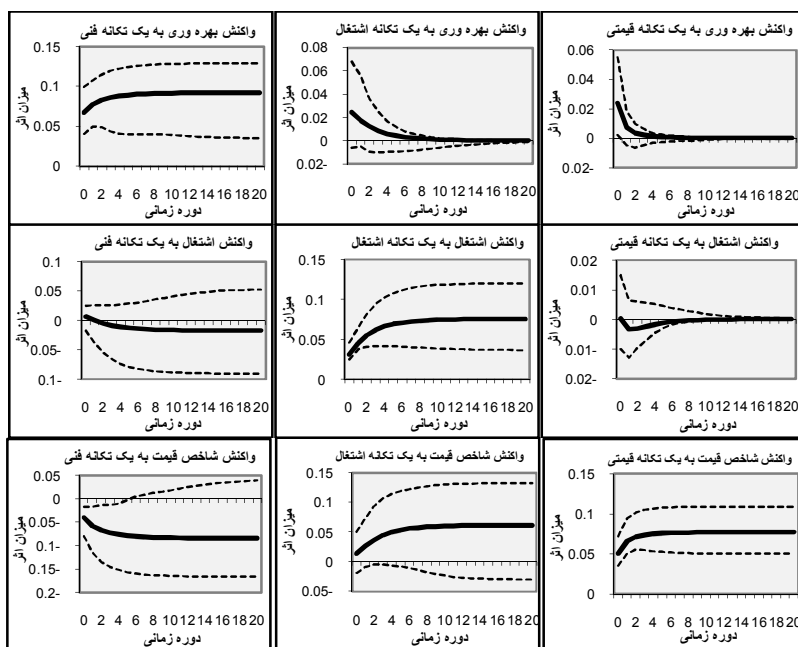 واکنش بهره وری به یک تکانه فنی
0.15
0.1
0.05
0
0 2 4 6 8 10 12 14 16 18 20
میزان اثر
دوره زمانی
واکنش بهره وری به یک تکانه اشتغال
0.08
0.06
0.04
0.02
0
0.02-
0 2 4 6 8 10 12 14 16 18 20
میزان اثر
دوره زمانی
واکنش بهره وری به یک تکانه قیمتی
0.06
0.04
0.02
0
0.02-
0 2 4 6 8 10 12 14 16 18 20
میزان اثر
دوره زمانی
واکنش اشتغال به یک تکانه فنی
0.1
0.05
0
0.05-
0.1-
0 2 4 6 8 10 12 14 16 18 20
میزان اثر
دوره زمانی
واکنش اشتغال به یک تکانه اشتغال
0.15
0.1
0.05
0
0 2 4 6 8 10 12 14 16 18 20
میزان اثر
دوره زمانی
واکنش اشتغال به یک تکانه قیمتی
0.02
0.01
0
0.01-
0.02-
0 2 4 6 8 10 12 14 16 18 20
میزان اثر
دوره زمانی
واکنش شاخص قیمت به یک تکانه فنی
0.05
0
0.05-
0.1-
0.15-
0.2-
0 2 4 6 8 10 12 14 16 18 20
میزان اثر
دوره زمانی
واکنش شاخص قیمت به یک تکانه اشتغال
0.15
0.1
0.05
0
0.05-
0 2 4 6 8 10 12 14 16 18 20
میزان اثر
دوره زمانی
واکنش شاخص قیمت به یک تکانه قیمتی
0.15
0.1
0.05
0
0 2 4 6 8 10 12 14 16 18 20
میزان اثر
دوره زمانی